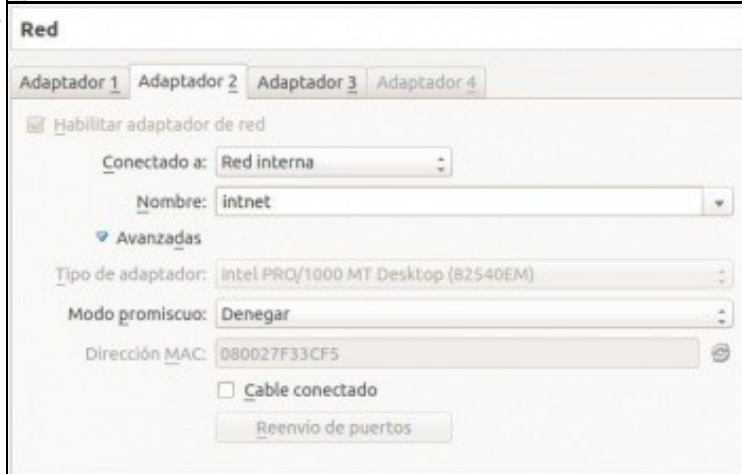 Red
Adaptador 1 Adaptador 2 Adaptador 3 Adaptador 4
Habilitar adaptador de red
Conectado a: Red interna
Nombre: intnet
Avanzadas
Tipo de adaptador: Intel PRO/1000 MT Desktop (82540EM)
Modo promiscuo: Denegar
Dirección MAC: 080027F33CF5
Cable conectado
Reenvío de puertos